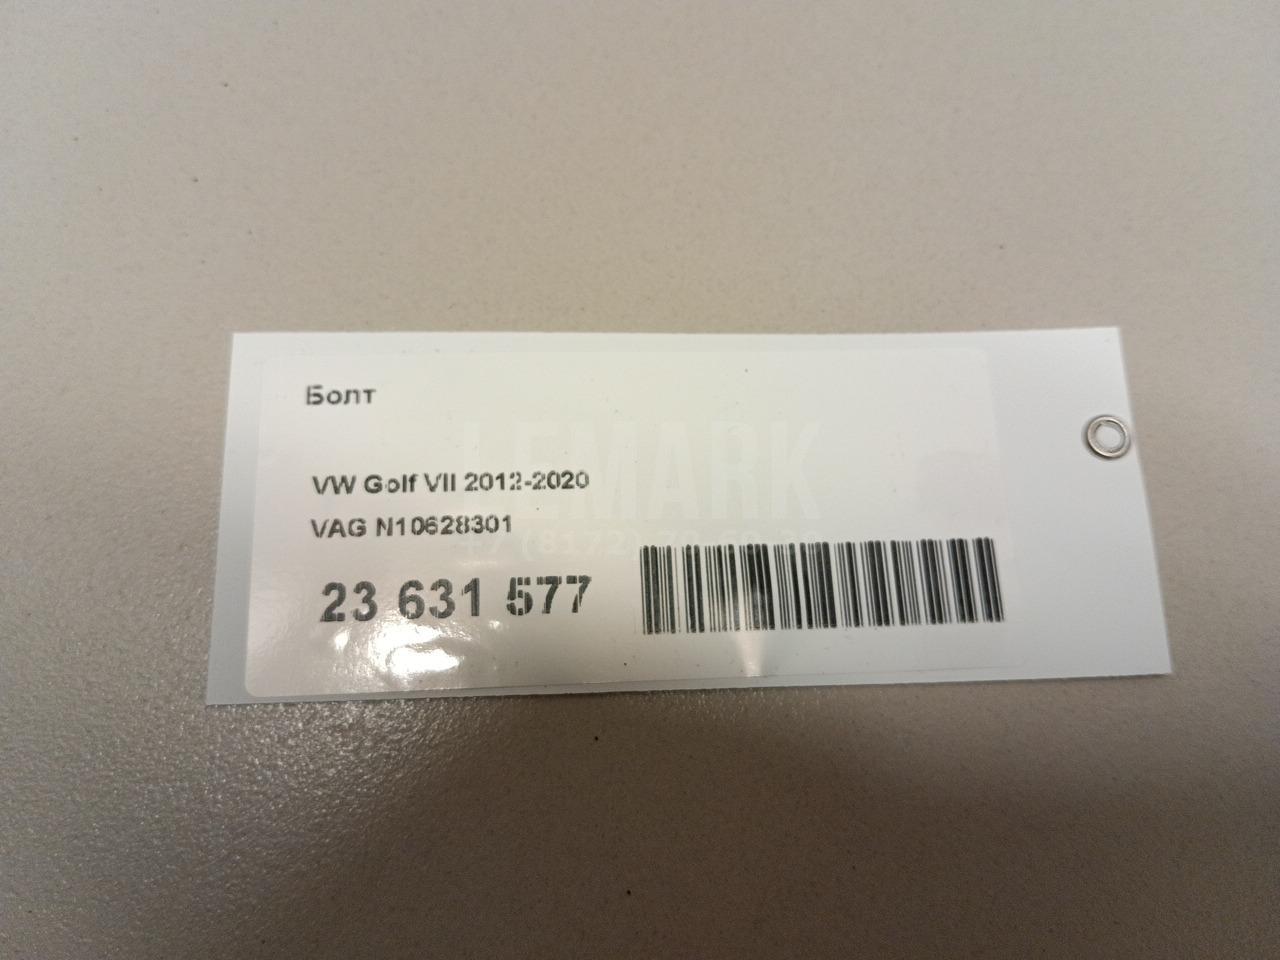 Болт
LEMARK
VW Golf VII 2012-2020
VAG N10628301
23 631 577